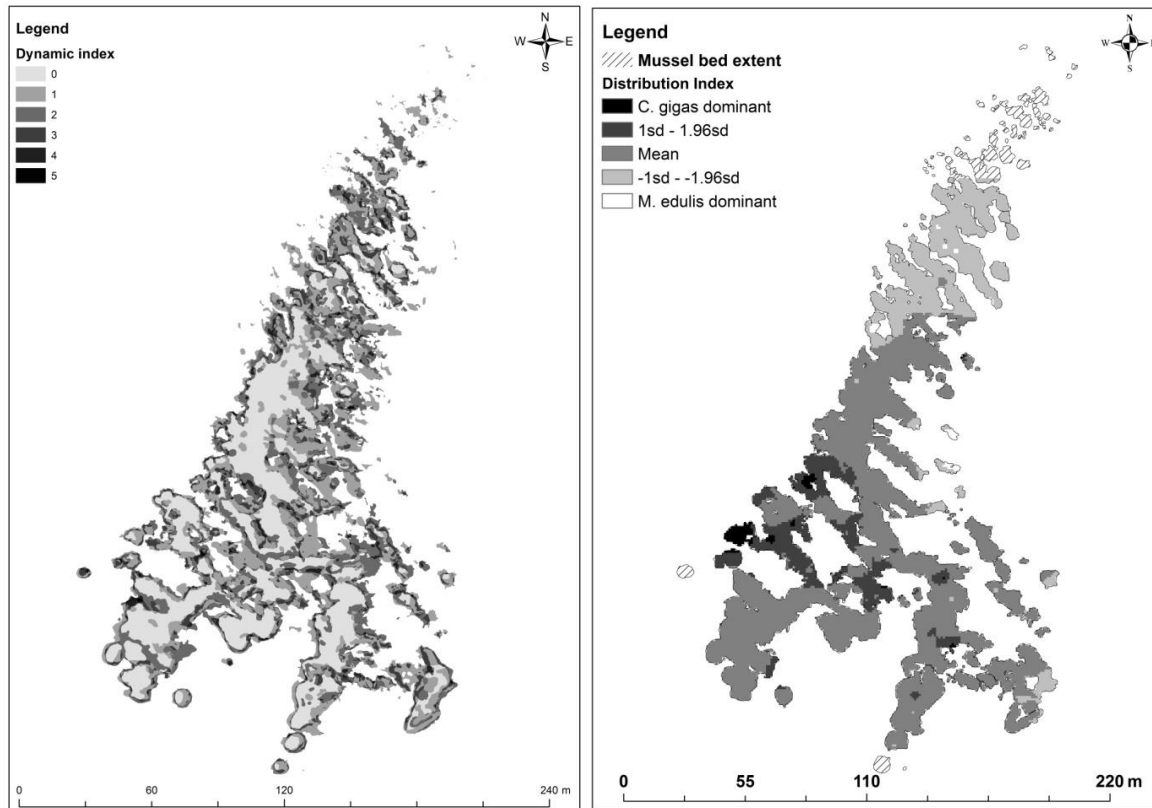 Legend
Dynamic index
0
1
2
3
4
5
N
W E
S
0 60 120 240 m
Legend
Mussel bed extent
Distribution Index
C. gigas dominant
1sd - 1.96sd
Mean
-1sd - -1.96sd
M. edulis dominant
N
W E
S
0 55 110 220 m